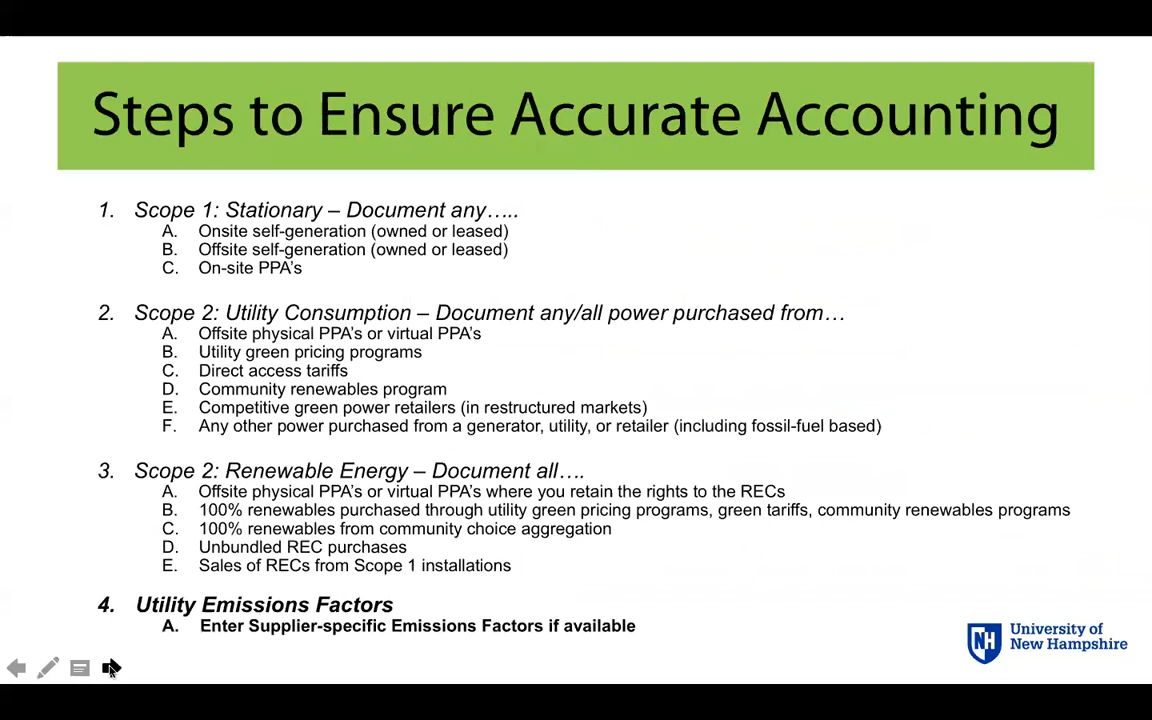 Steps to Ensure Accurate Accounting
1. Scope 1: Stationary – Document any…..
A. Onsite self-generation (owned or leased)
B. Offsite self-generation (owned or leased)
C. On-site PPA's
2. Scope 2: Utility Consumption – Document any/all power purchased from…
A. Offsite physical PPA's or virtual PPA's
B. Utility green pricing programs
C. Direct access tariffs
D. Community renewables program
E. Competitive green power retailers (in restructured markets)
F. Any other power purchased from a generator, utility, or retailer (including fossil-fuel based)
3. Scope 2: Renewable Energy – Document all….
A. Offsite physical PPA's or virtual PPA's where you retain the rights to the RECs
B. 100% renewables purchased through utility green pricing programs, green tariffs, community renewables programs
C. 100% renewables from community choice aggregation
D. Unbundled REC purchases
E. Sales of RECs from Scope 1 installations
4. Utility Emissions Factors
A. Enter Supplier-specific Emissions Factors if available
NH
University of
New Hampshire